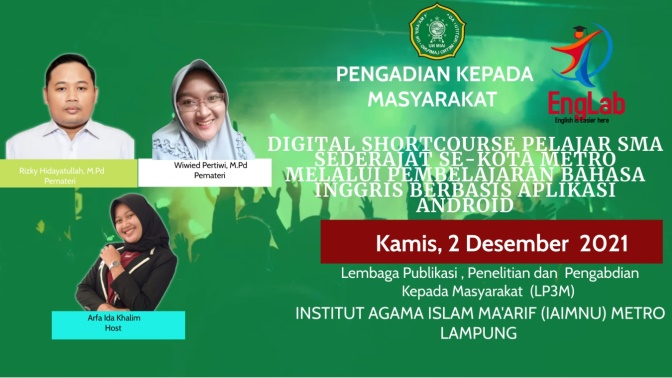 PENGADIAN KEPADA
MASYARAKAT
EngLab
English is Easier here
DIGITAL SHORTCOURSE PELAJAR SMA
SEDERAJAT SE-KOTA METRO
MELALUI PEMBELAJARAN BAHASA
INGGRIS BERBASIS APLIKASI
ANDROID
Kamis, 2 Desember 2021
Lembaga Publikasi , Penelitian dan Pengabdian
Kepada Masyarakat (LP3M)
INSTITUT AGAMA ISLAM MA'ARIF (IAIMNU) METRO
LAMPUNG
Rizky Hidayatullah, M.Pd
Pemateri
Wiwied Pertiwi, M.Pd
Pemateri
Arfa Ida Khalim
Host